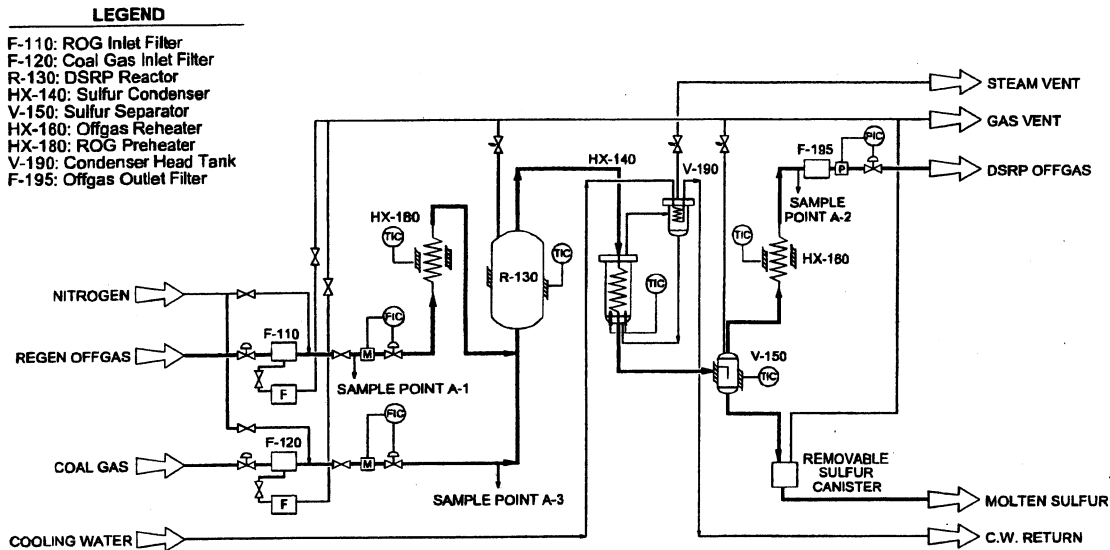 LEGEND
F-110: ROG Inlet Filter
F-120: Coal Gas Inlet Filter
R-130: DSRP Reactor
HX-140: Sulfur Condenser
V-150: Sulfur Separator
HX-160: Offgas Reheater
HX-180: ROG Preheater
V-190: Condenser Head Tank
F-195: Offgas Outlet Filter
STEAM VENT
GAS VENT
PIC
F-195
P
DSRP OFFGAS
HX-140
V-190
SAMPLE
POINT A-2
HX-180
TIC
TIC
HX-160
R-130
TIC
TIC
NITROGEN
FIC
F-110
M
REGEN OFFGAS
V-150
TIC
F
SAMPLE POINT A-1
FIC
F-120
M
COAL GAS
REMOVABLE
SULFUR
CANISTER
SAMPLE POINT A-3
F
MOLTEN SULFUR
COOLING WATER
C.W. RETURN